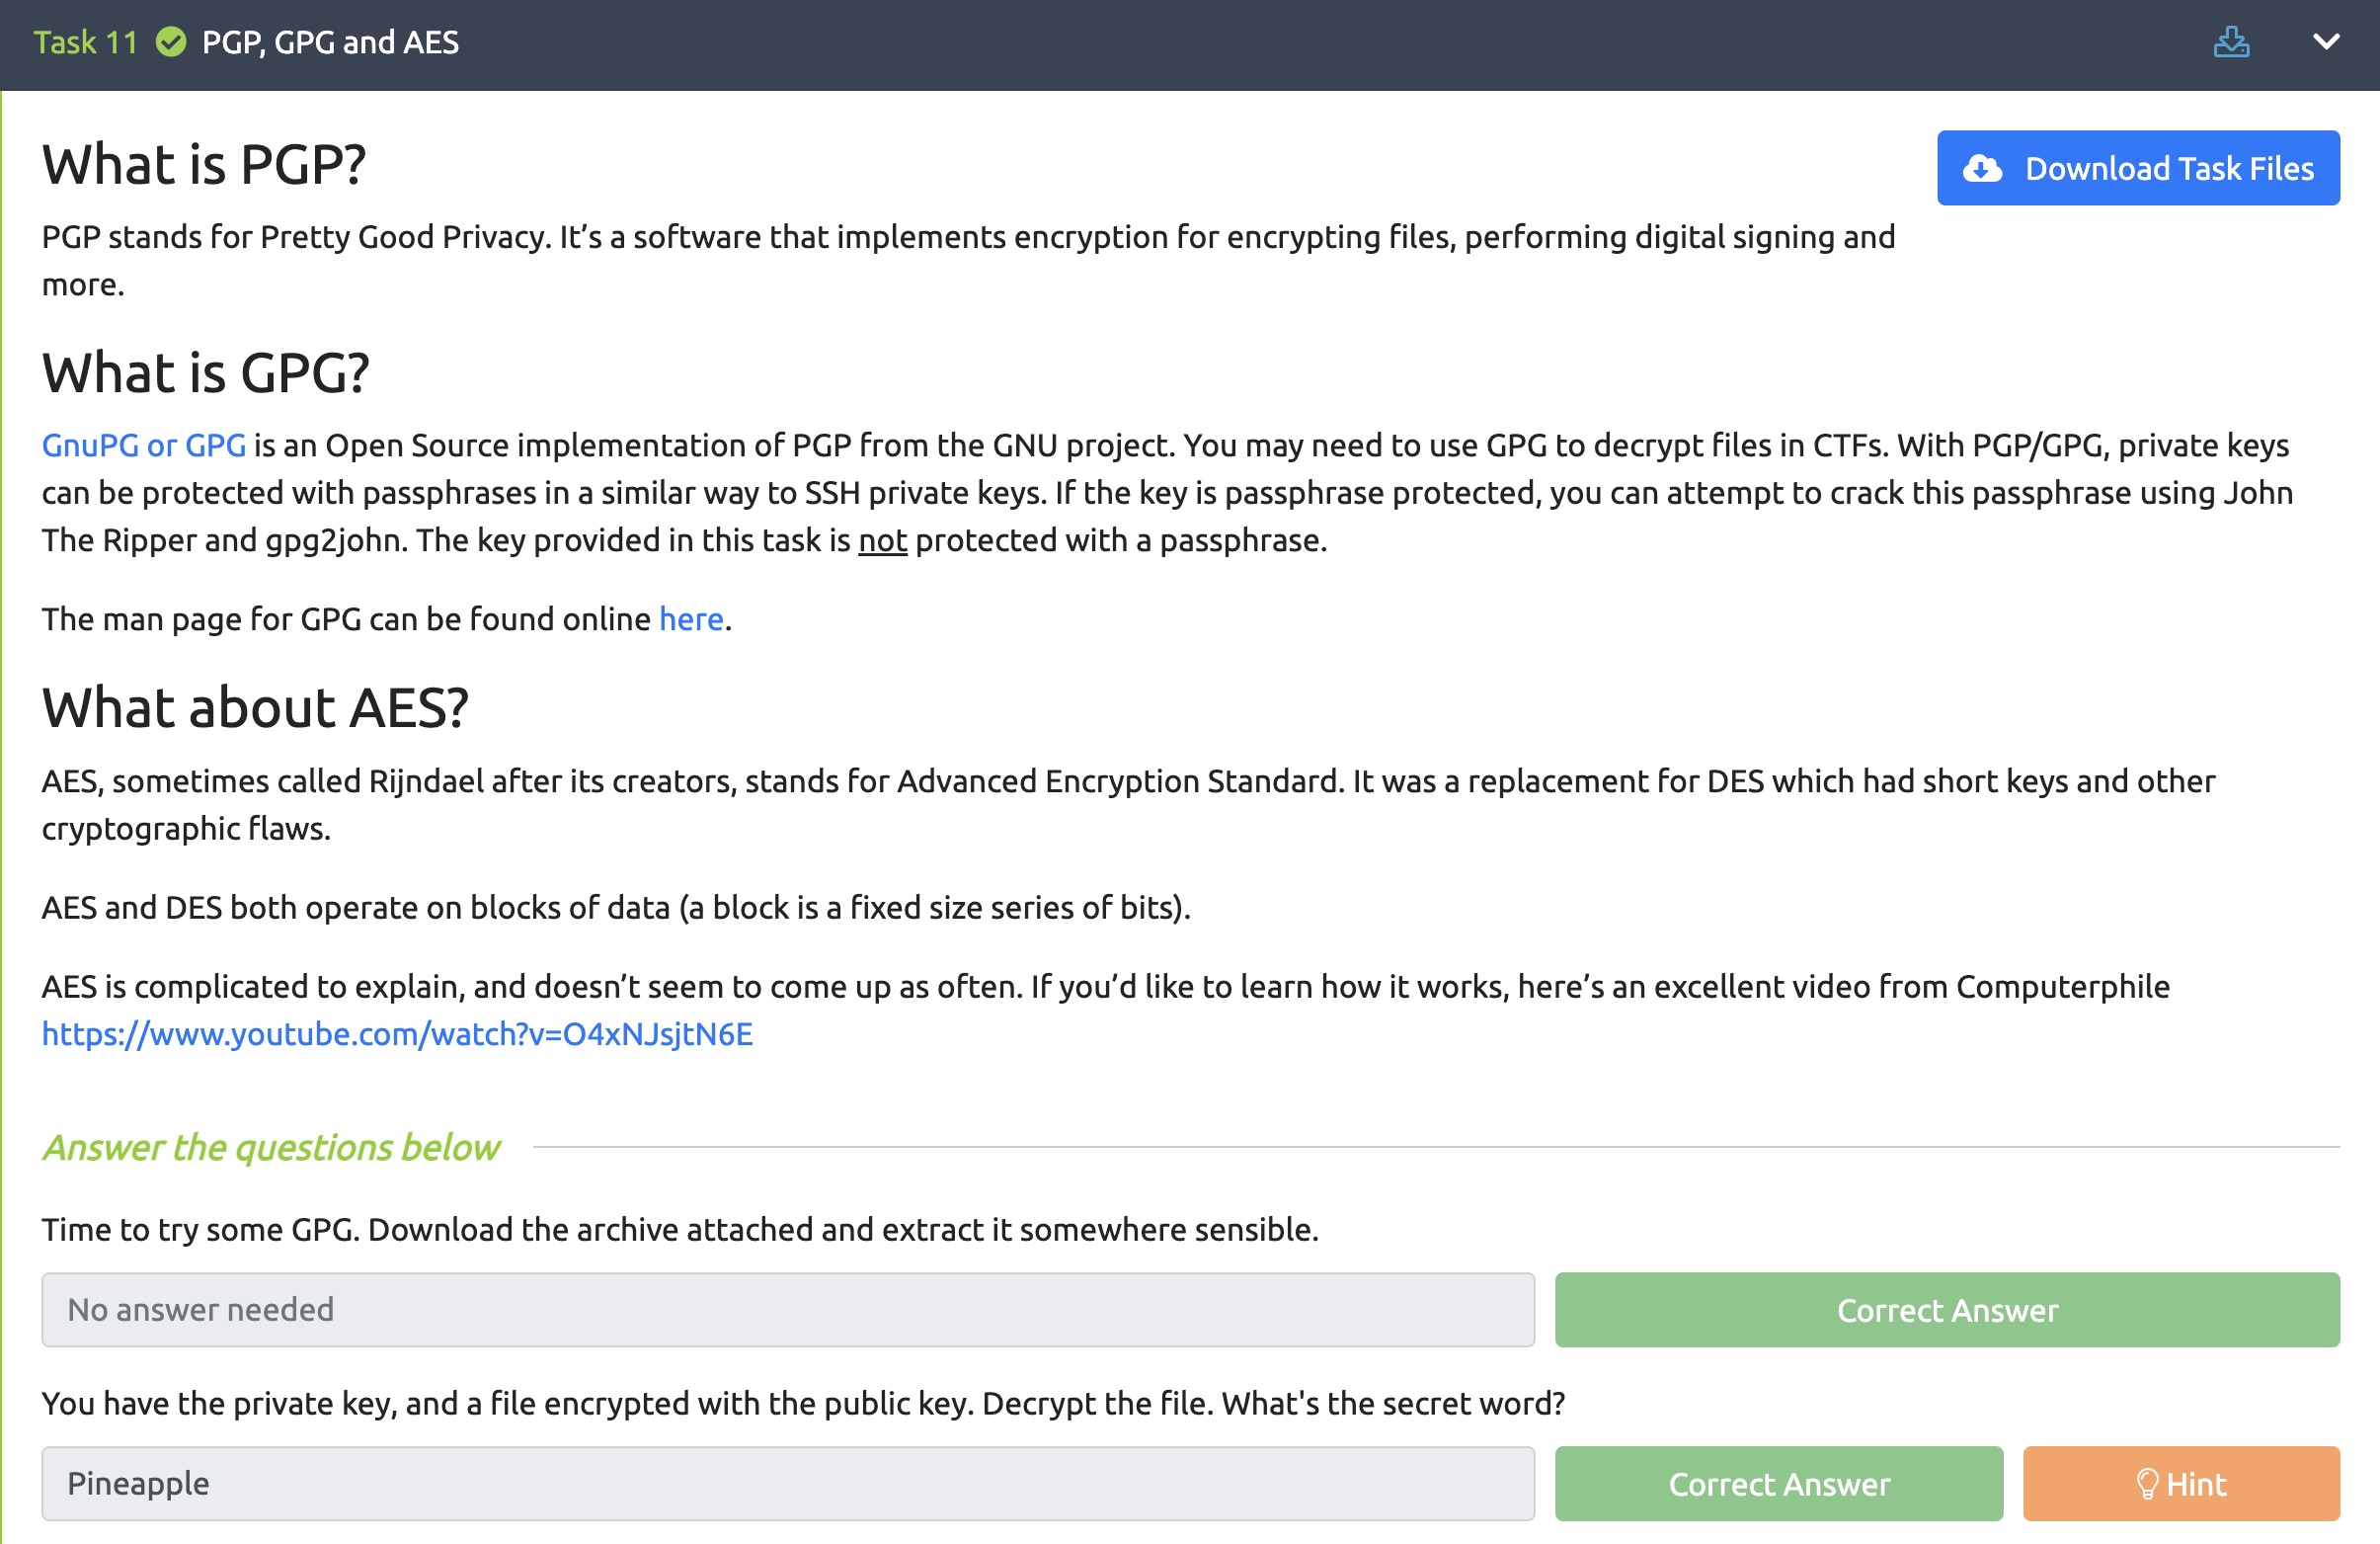 Task 11 PGP, GPG and AES
What is PGP?
Download Task Files
PGP stands for Pretty Good Privacy. It’s a software that implements encryption for encrypting files, performing digital signing and
more.
What is GPG?
GnuPG or GPG is an Open Source implementation of PGP from the GNU project. You may need to use GPG to decrypt files in CTFs. With PGP/GPG, private keys
can be protected with passphrases in a similar way to SSH private keys. If the key is passphrase protected, you can attempt to crack this passphrase using John
The Ripper and gpg2john. The key provided in this task is not protected with a passphrase.
The man page for GPG can be found online here.
What about AES?
AES, sometimes called Rijndael after its creators, stands for Advanced Encryption Standard. It was a replacement for DES which had short keys and other
cryptographic flaws.
AES and DES both operate on blocks of data (a block is a fixed size series of bits).
AES is complicated to explain, and doesn’t seem to come up as often. If you’d like to learn how it works, here’s an excellent video from Computerphile
https://www.youtube.com/watch?v=O4xNJsjtN6E
Answer the questions below
Time to try some GPG. Download the archive attached and extract it somewhere sensible.
No answer needed
Correct Answer
You have the private key, and a file encrypted with the public key. Decrypt the file. What's the secret word?
Pineapple
Correct Answer
Hint